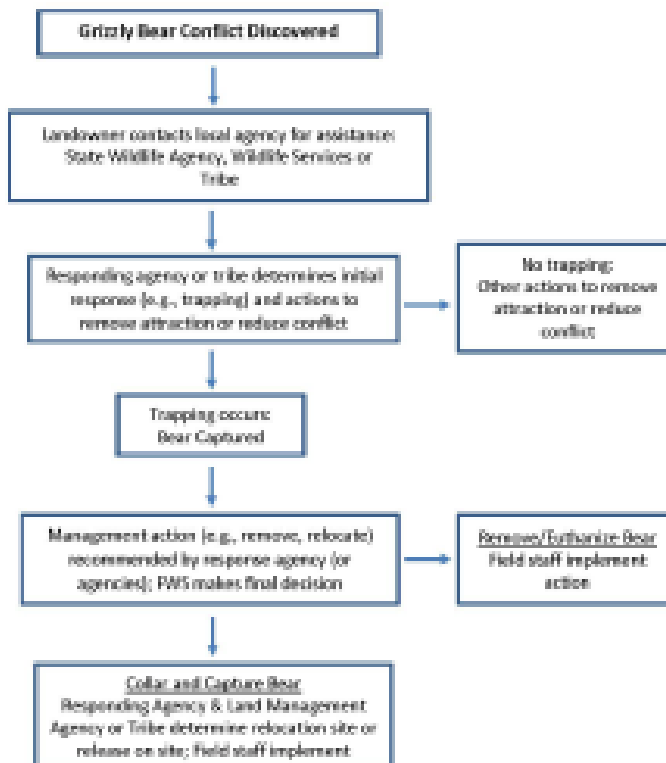 Grizzly Bear Conflict Discovered
Landowner contacts local agency for assistance:
State Wildlife Agency, Wildlife Services or
Tribe
Responding agency or tribe determines initial
response (e.g., trapping) and actions to
remove attraction or reduce conflict
No trapping:
Other actions to remove
attraction or reduce
conflict
Trapping occurs:
Bear Captured
Management action (e.g., remove, relocate)
recommended by response agency (or
agencies); FWS makes final decision
Remove/Euthanize Bear
Field staff implement
action
Collar and Capture Bear
Responding Agency & Land Management
Agency or Tribe determine relocation site or
release on site; Field staff implement